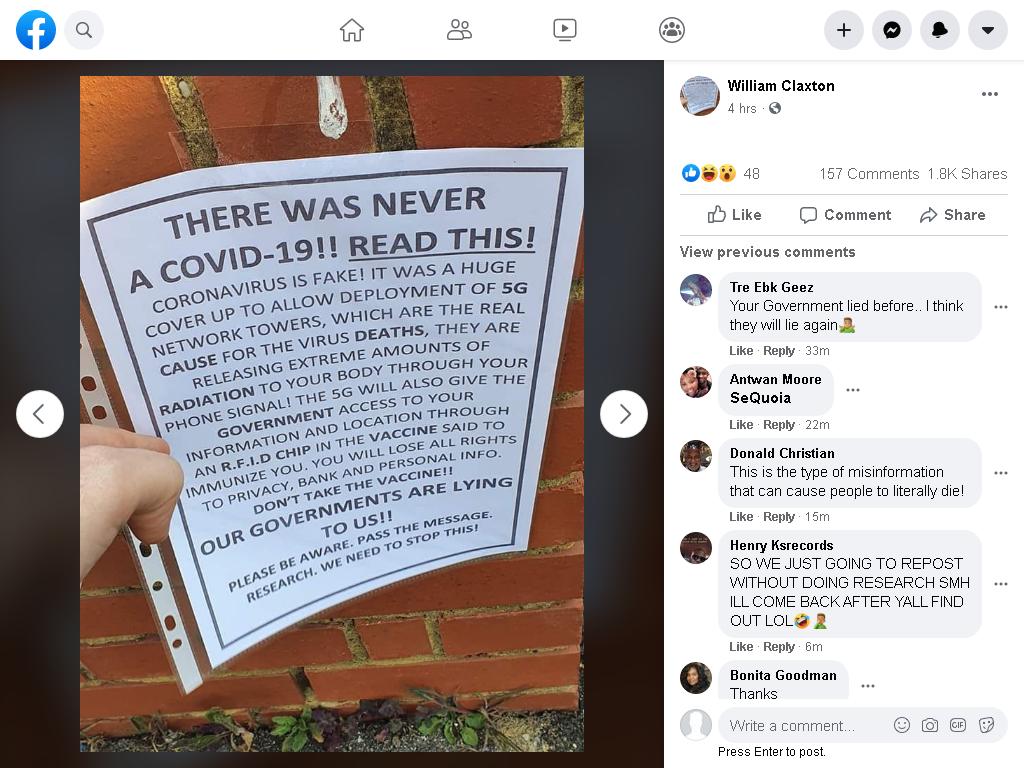 William Claxton
4 hrs ·
48
157 Comments 1.8K Shares
Like Comment Share
View previous comments
THERE WAS NEVER
A COVID-19!! READ THIS!
CORONAVIRUS IS FAKE! IT WAS A HUGE
COVER UP TO ALLOW DEPLOYMENT OF 5G
NETWORK TOWERS, WHICH ARE THE REAL
CAUSE FOR THE VIRUS DEATHS, THEY ARE
RELEASING EXTREME AMOUNTS OF
RADIATION TO YOUR BODY THROUGH YOUR
PHONE SIGNAL! THE 5G WILL ALSO GIVE THE
GOVERNMENT ACCESS TO YOUR
INFORMATION AND LOCATION THROUGH
AN R.F.I.D CHIP IN THE VACCINE SAID TO
IMMUNIZE YOU. YOU WILL LOSE ALL RIGHTS
TO PRIVACY, BANK AND PERSONAL INFO.
DON'T TAKE THE VACCINE!!
OUR GOVERNMENTS ARE LYING
TO US!!
PLEASE BE AWARE. PASS THE MESSAGE.
RESEARCH. WE NEED TO STOP THIS!
Tre Ebk Geez
Your Government lied before.. I think
they will lie again🤷‍♂️
Like · Reply · 33m
Antwan Moore
SeQuoia
Like · Reply · 22m
Donald Christian
This is the type of misinformation
that can cause people to literally die!
Like · Reply · 15m
Henry Ksrecords
SO WE JUST GOING TO REPOST
WITHOUT DOING RESEARCH SMH
ILL COME BACK AFTER YALL FIND
OUT LOL🤣🤦‍♂️
Like · Reply · 6m
Bonita Goodman
Thanks
Write a comment...
GIF
Press Enter to post.